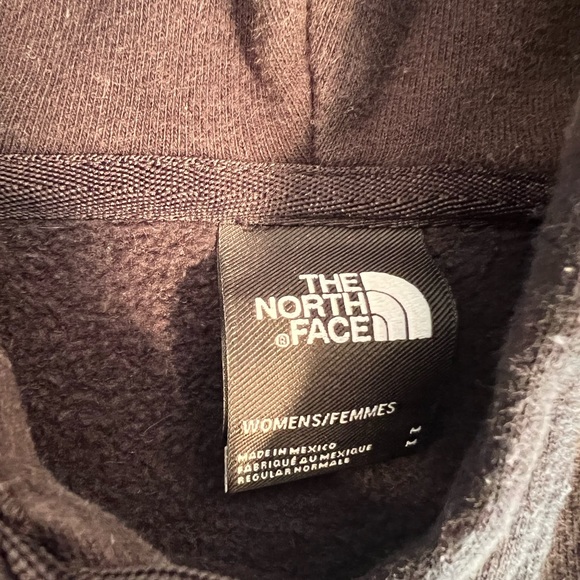 THE
NORTH
FACE
®
WOMENS/FEMMES
MADE IN MEXICO
FABRIQUÉ AU MEXIQUE
REGULAR NORMALE